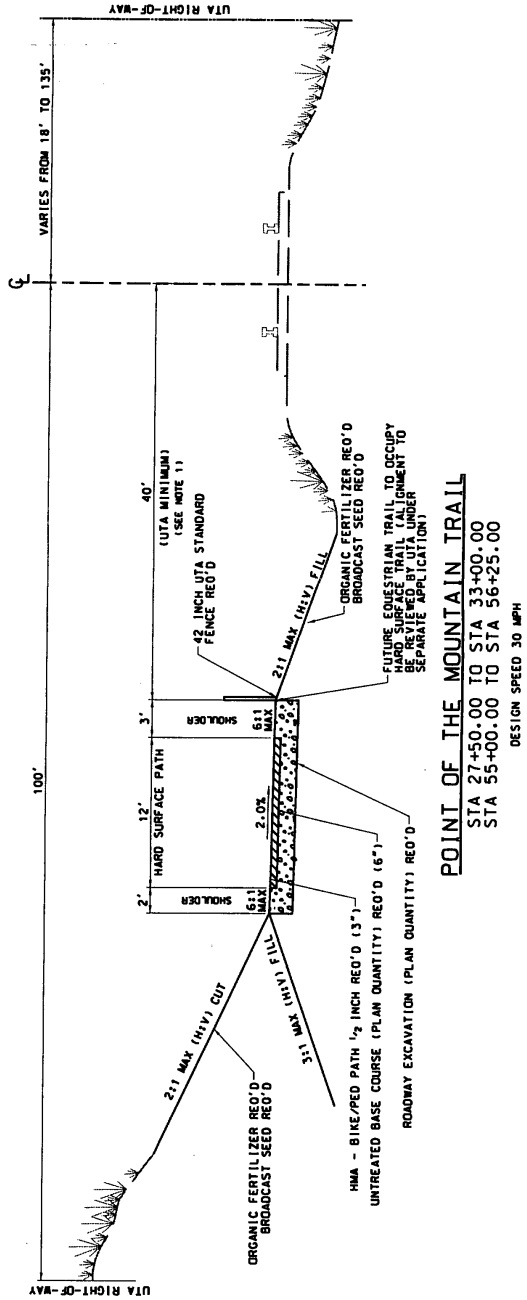 UTA RIGHT-OF-WAY
VARIES FROM 18' TO 135'
℄
100'
40'
(UTA MINIMUM)
(SEE NOTE 1)
42 INCH UTA STANDARD
FENCE REQ'D
3'
12'
2'
HARD SURFACE PATH
SHOULDER
SHOULDER
6:1
MAX
6:1
MAX
2.0%
2:1 MAX (H:V) FILL
ORGANIC FERTILIZER REQ'D
BROADCAST SEED REQ'D
FUTURE EQUESTRIAN TRAIL TO OCCUPY
HARD SURFACE TRAIL (ALIGNMENT TO
BE REVIEWED BY UTA UNDER
SEPARATE APPLICATION)
2:1 MAX (H:V) CUT
3:1 MAX (H:V) FILL
ORGANIC FERTILIZER REQ'D
BROADCAST SEED REQ'D
HMA - BIKE/PED PATH 1/2 INCH REQ'D (3")
UNTREATED BASE COURSE (PLAN QUANTITY) REQ'D (6")
ROADWAY EXCAVATION (PLAN QUANTITY) REQ'D
UTA RIGHT-OF-WAY
POINT OF THE MOUNTAIN TRAIL
STA 27+50.00 TO STA 33+00.00
STA 55+00.00 TO STA 56+25.00
DESIGN SPEED 30 MPH